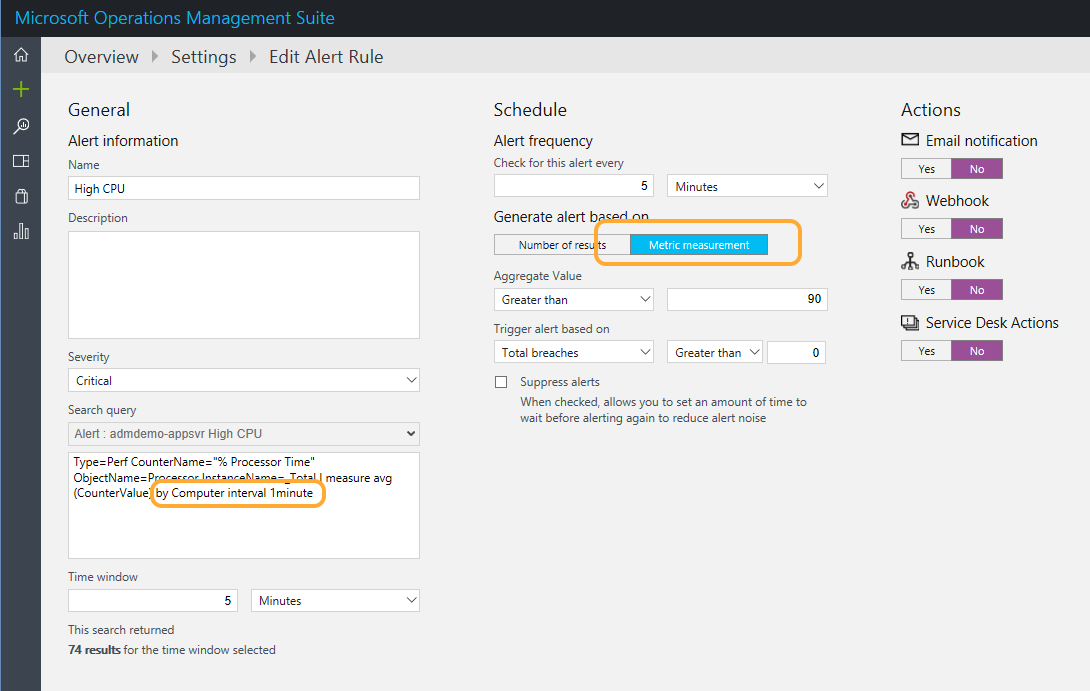 Microsoft Operations Management Suite
Overview Settings Edit Alert Rule
General
Alert information
Name
High CPU
Description
Severity
Critical
Search query
Alert : admdemo-appsvr High CPU
Type=Perf CounterName="% Processor Time"
ObjectName=Processor InstanceName=_Total | measure avg
(CounterValue) by Computer interval 1minute
Time window
5 Minutes
This search returned
74 results for the time window selected
Schedule
Alert frequency
Check for this alert every
5 Minutes
Generate alert based on
Number of results Metric measurement
Aggregate Value
Greater than 90
Trigger alert based on
Total breaches Greater than 0
Suppress alerts
When checked, allows you to set an amount of time to
wait before alerting again to reduce alert noise
Actions
Email notification
Yes No
Webhook
Yes No
Runbook
Yes No
Service Desk Actions
Yes No